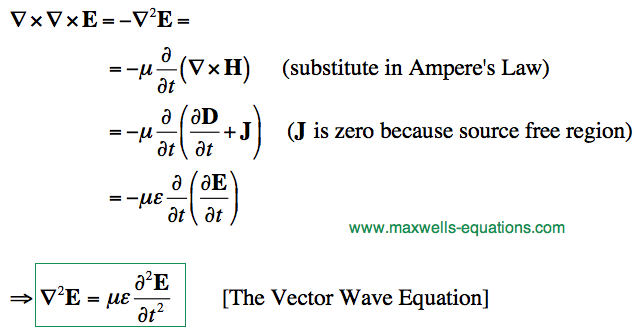 ∇×∇×E = −∇²E =
= −μ ∂/∂t (∇×H) (substitute in Ampere's Law)
= −μ ∂/∂t (∂D/∂t + J) (J is zero because source free region)
= −με ∂/∂t (∂E/∂t)
www.maxwells-equations.com
⇒ ∇²E = με ∂²E/∂t² [The Vector Wave Equation]